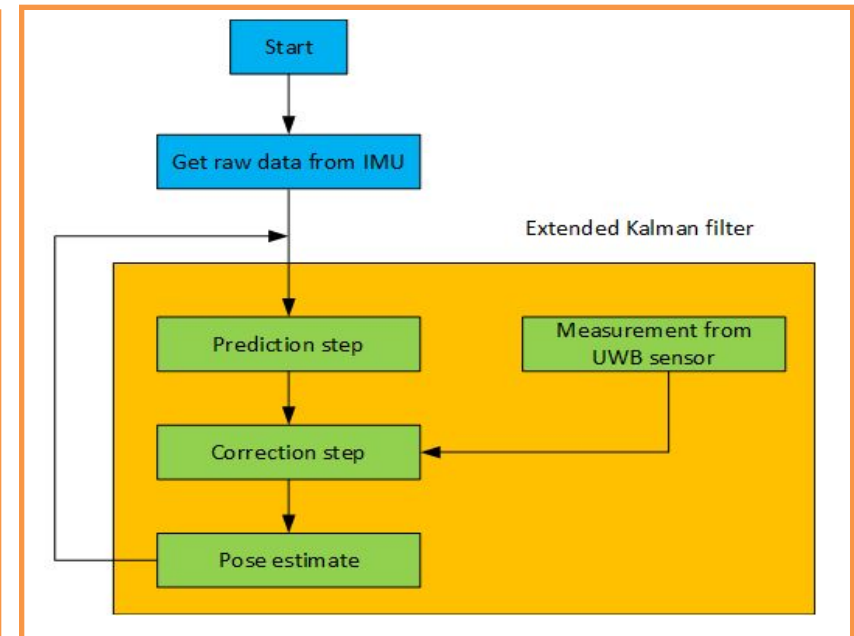 Start
Get raw data from IMU
Extended Kalman filter
Prediction step
Measurement from
UWB sensor
Correction step
Pose estimate